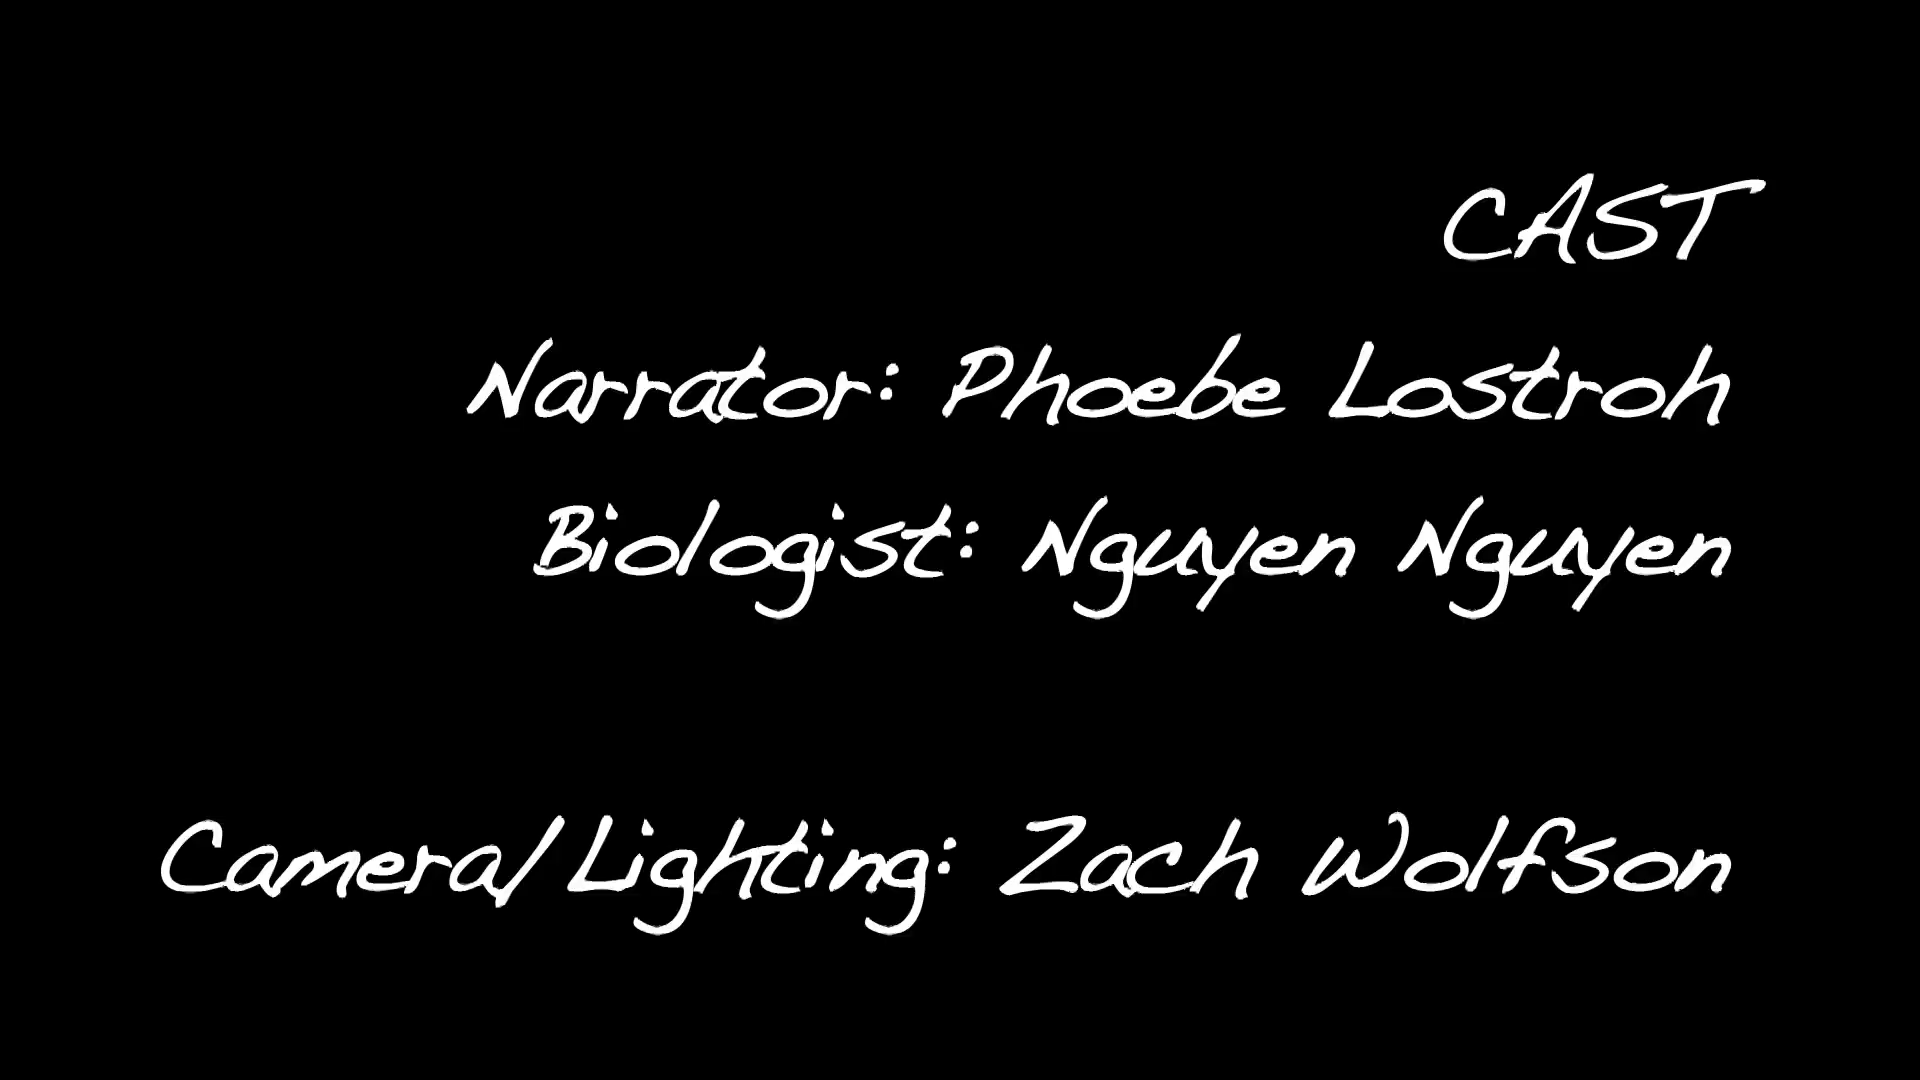 CAST
Narrator: Phoebe Lostroh
Biologist: Nguyen Nguyen
Camera/Lighting: Zach Wolfson